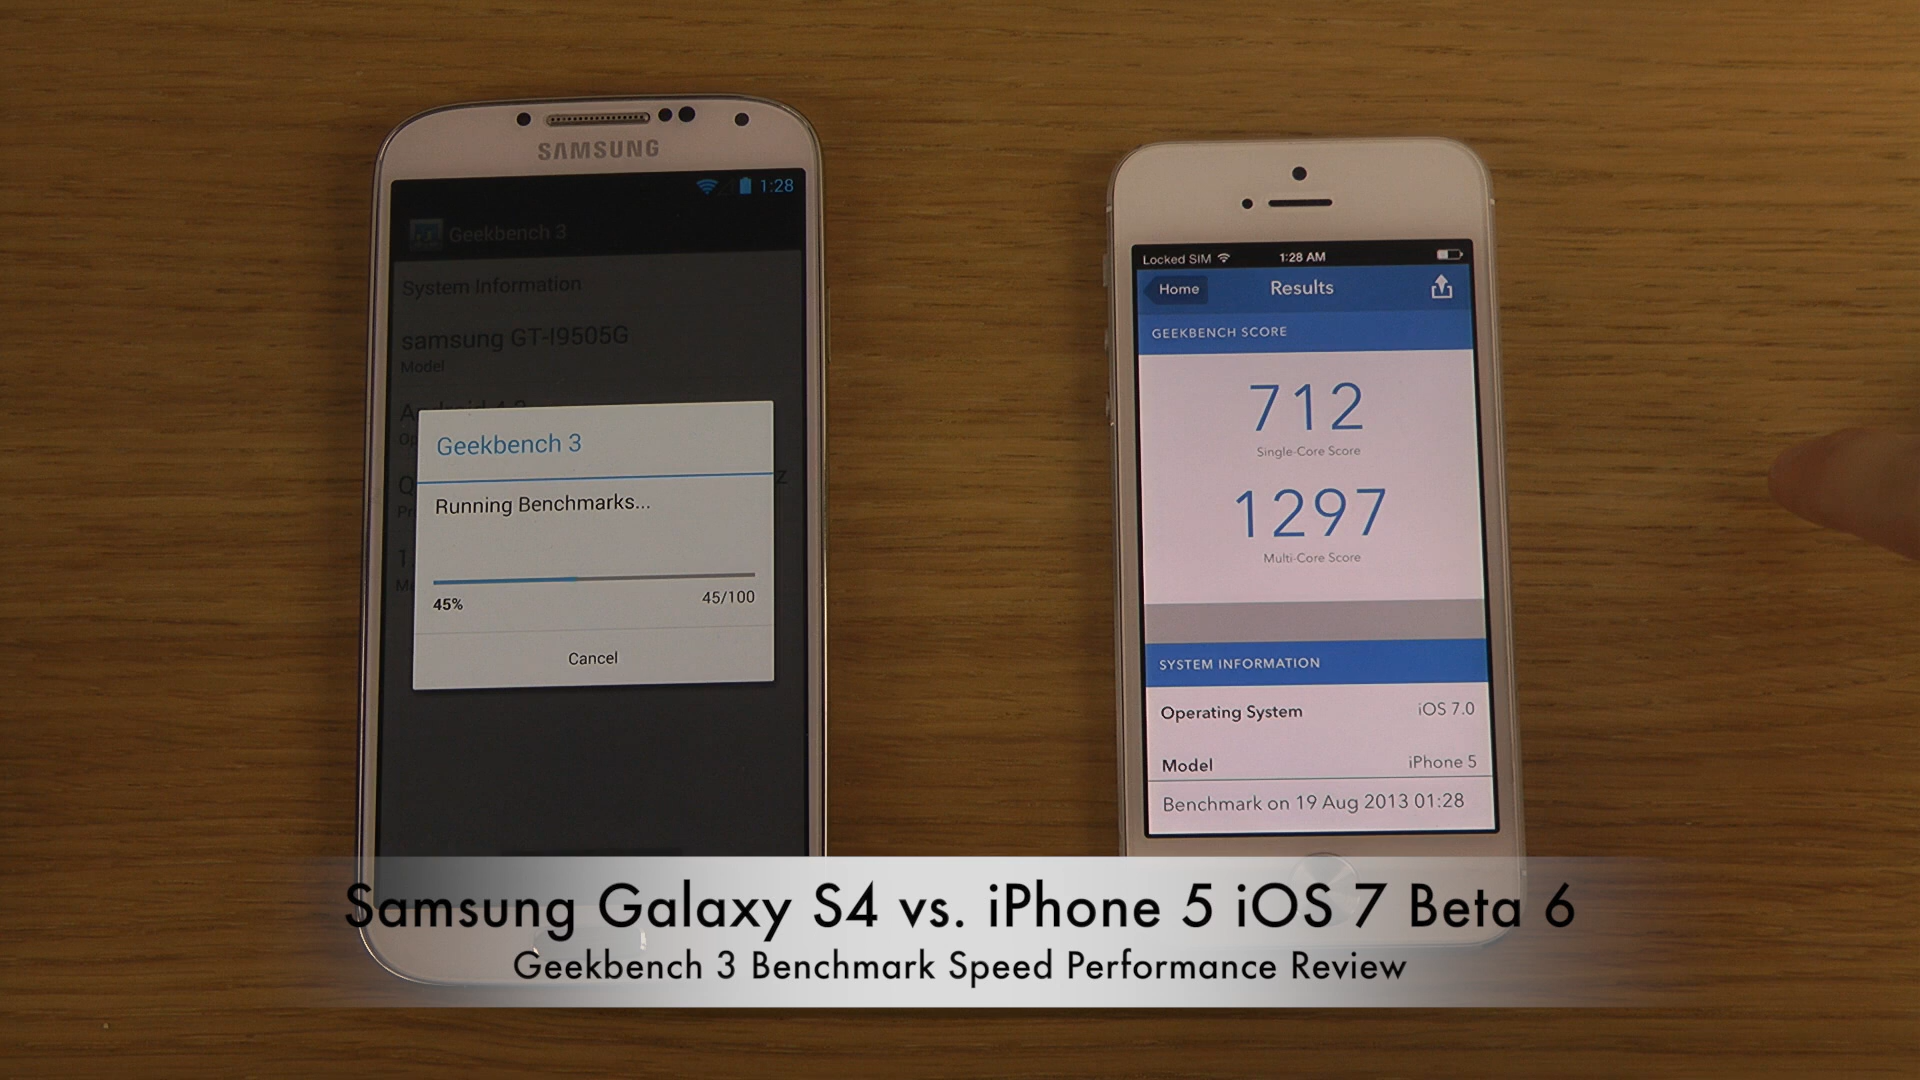 SAMSUNG
1:28
Geekbench 3
System Information
samsung GT-I9505G
Model
Geekbench 3
Running Benchmarks...
45%
45/100
Cancel
Locked SIM
1:28 AM
Home
Results
GEEKBENCH SCORE
712
Single-Core Score
1297
Multi-Core Score
SYSTEM INFORMATION
Operating System
iOS 7.0
Model
iPhone 5
Benchmark on 19 Aug 2013 01:28
Samsung Galaxy S4 vs. iPhone 5 iOS 7 Beta 6
Geekbench 3 Benchmark Speed Performance Review